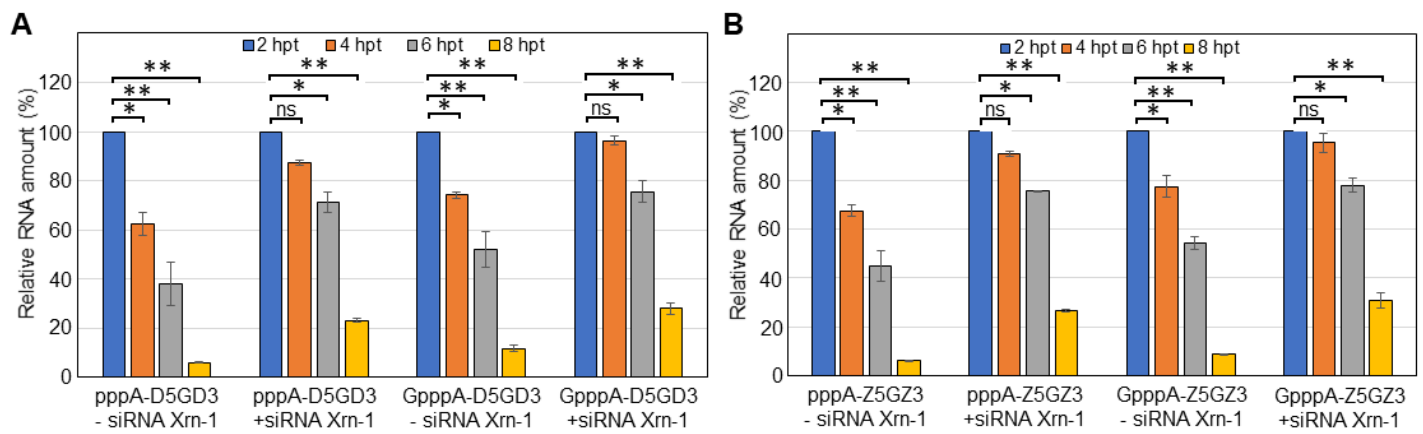 A
2 hpt 4 hpt 6 hpt 8 hpt
** ** ** **
** * ** *
* ns * ns
Relative RNA amount (%)
120
100
80
60
40
20
0
pppA-D5GD3 pppA-D5GD3 GpppA-D5GD3 GpppA-D5GD3
- siRNA Xrn-1 +siRNA Xrn-1 - siRNA Xrn-1 +siRNA Xrn-1
B
2 hpt 4 hpt 6 hpt 8 hpt
** ** ** **
** * ** *
* ns * ns
Relative RNA amount (%)
120
100
80
60
40
20
0
pppA-Z5GZ3 pppA-Z5GZ3 GpppA-Z5GZ3 GpppA-Z5GZ3
- siRNA Xrn-1 +siRNA Xrn-1 - siRNA Xrn-1 +siRNA Xrn-1